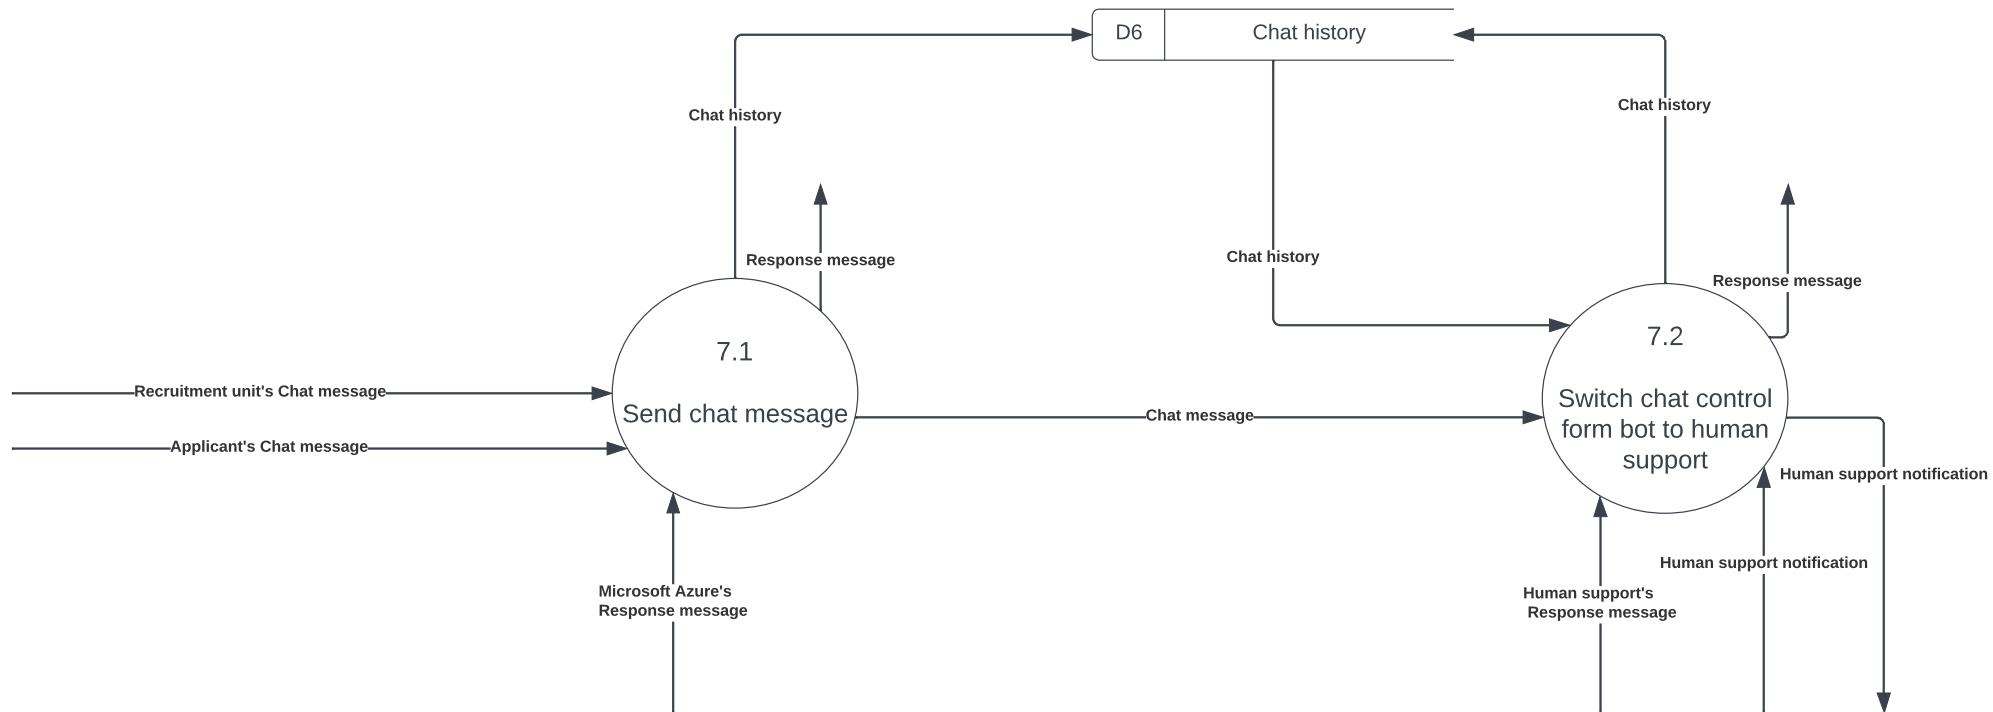 D6
Chat history
Chat history
Chat history
Chat history
Response message
Response message
7.1
Send chat message
7.2
Switch chat control
form bot to human
support
Recruitment unit's Chat message
Applicant's Chat message
Chat message
Human support notification
Human support notification
Microsoft Azure's
Response message
Human support's
Response message